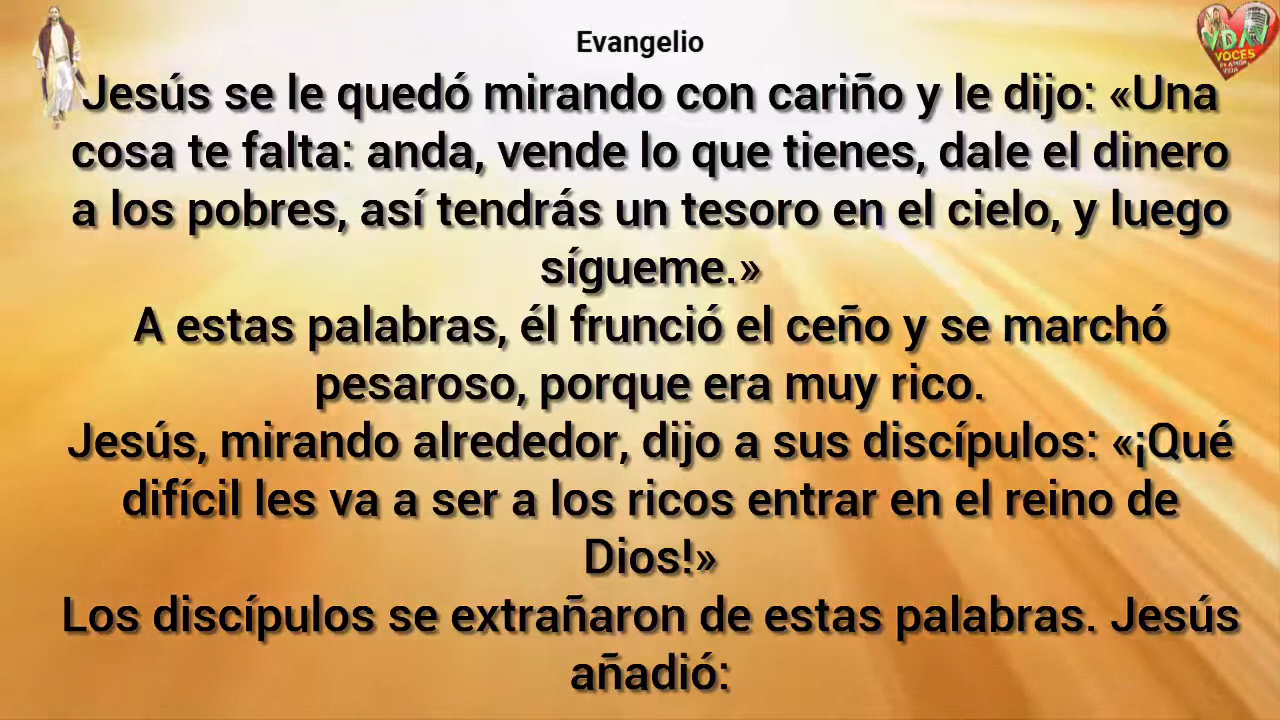 Evangelio
VDAV
VOCES
Jesús se le quedó mirando con cariño y le dijo: «Una
cosa te falta: anda, vende lo que tienes, dale el dinero
a los pobres, así tendrás un tesoro en el cielo, y luego
sígueme.»
A estas palabras, él frunció el ceño y se marchó
pesaroso, porque era muy rico.
Jesús, mirando alrededor, dijo a sus discípulos: «¡Qué
difícil les va a ser a los ricos entrar en el reino de
Dios!»
Los discípulos se extrañaron de estas palabras. Jesús
añadió: